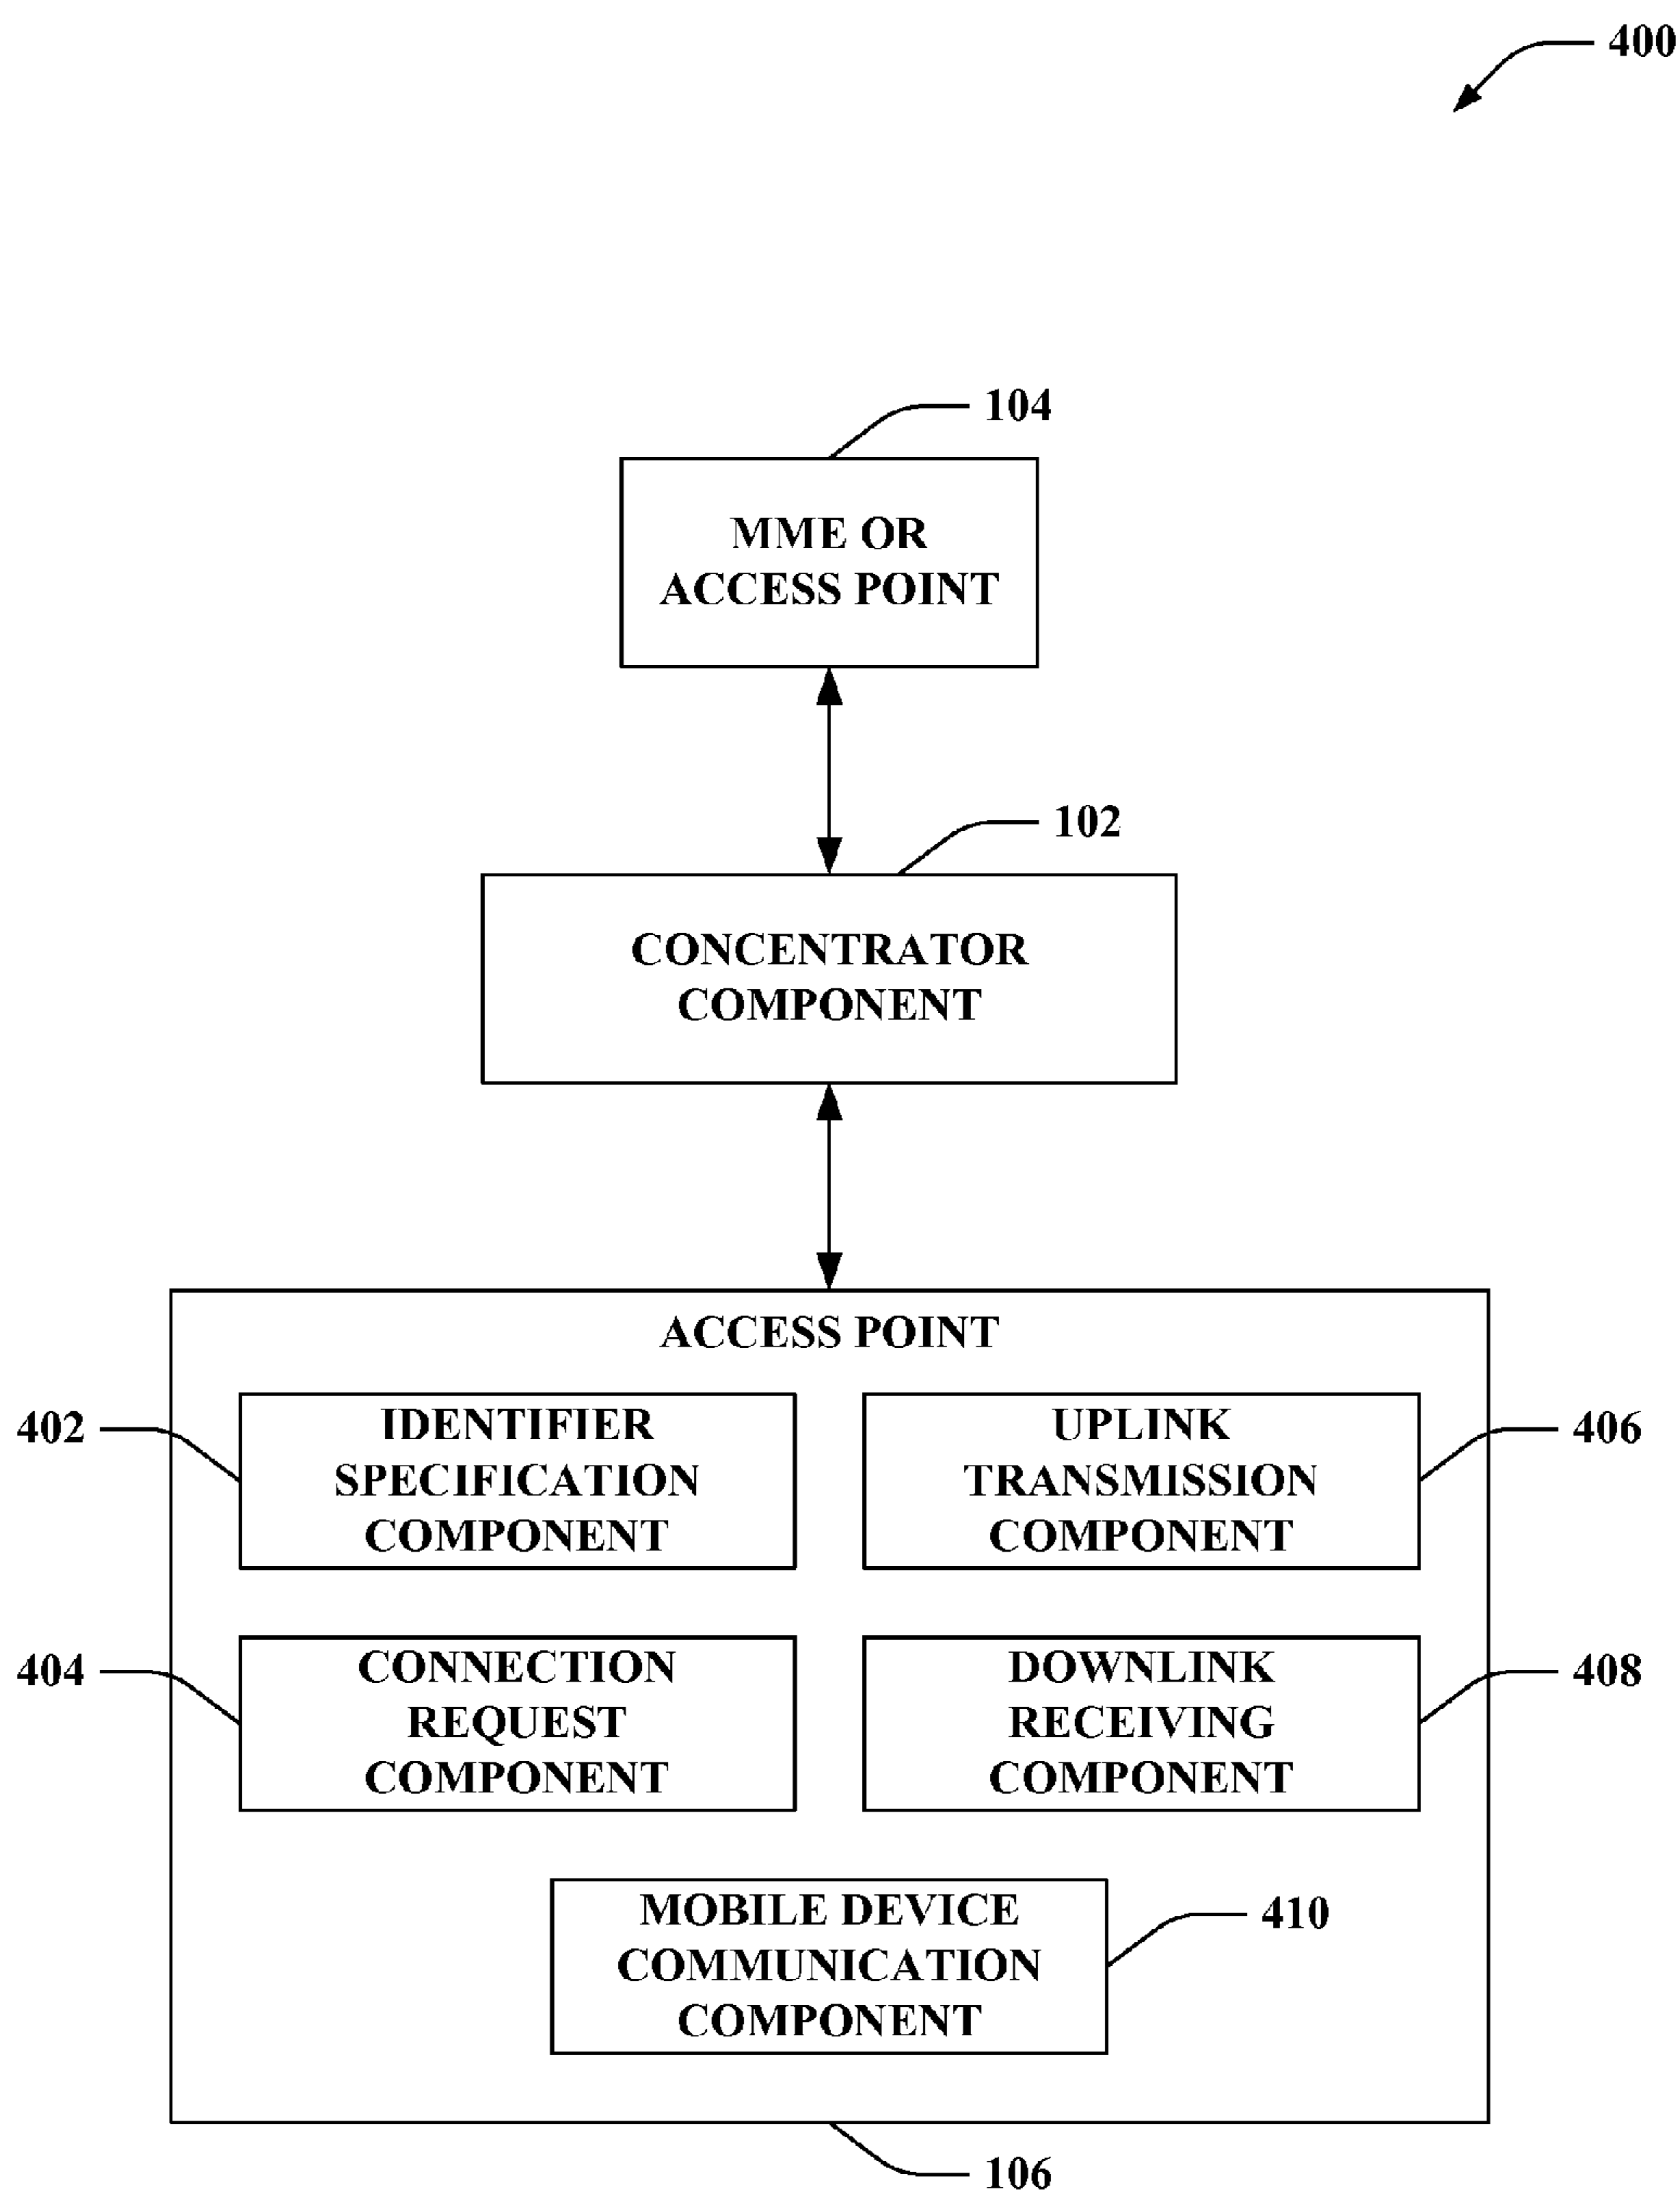 400
104
MME OR
ACCESS POINT
102
CONCENTRATOR
COMPONENT
ACCESS POINT
402
IDENTIFIER
SPECIFICATION
COMPONENT
UPLINK
TRANSMISSION
COMPONENT
406
404
CONNECTION
REQUEST
COMPONENT
DOWNLINK
RECEIVING
COMPONENT
408
MOBILE DEVICE
COMMUNICATION
COMPONENT
410
106